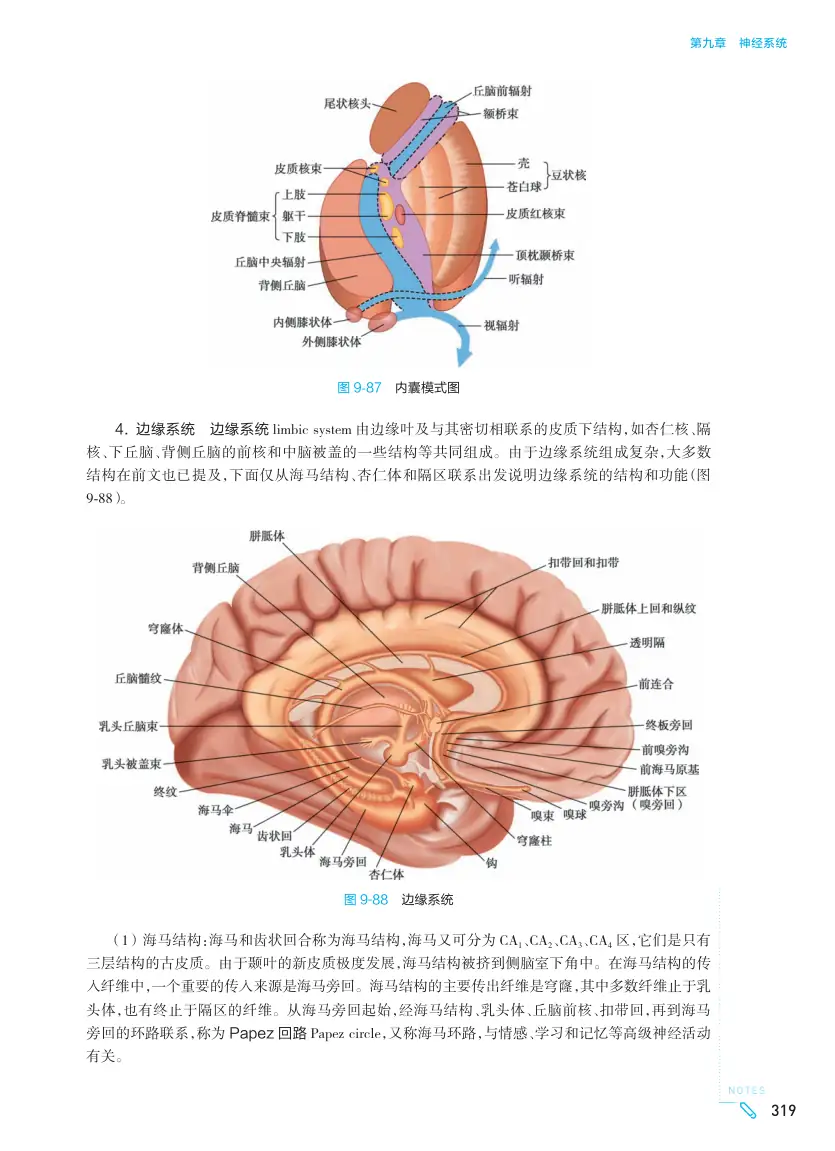 第九章 神经系统
尾状核头
丘脑前辐射
额桥束
皮质核束
壳
苍白球
豆状核
上肢
皮质脊髓束
躯干
下肢
皮质红核束
丘脑中央辐射
顶枕颞桥束
背侧丘脑
听辐射
内侧膝状体
外侧膝状体
视辐射
图 9-87 内囊模式图
4. 边缘系统 边缘系统 limbic system 由边缘叶及与其密切相联系的皮质下结构,如杏仁核、隔
核、下丘脑、背侧丘脑的前核和中脑被盖的一些结构等共同组成。由于边缘系统组成复杂,大多数
结构在前文也已提及,下面仅从海马结构、杏仁体和隔区联系出发说明边缘系统的结构和功能(图
9-88)。
胼胝体
背侧丘脑
扣带回和扣带
胼胝体上回和纵纹
穹窿体
透明隔
丘脑髓纹
前连合
乳头丘脑束
终板旁回
前嗅旁沟
乳头被盖束
前海马原基
终纹
胼胝体下区
海马伞
嗅旁沟(嗅旁回)
嗅束
嗅球
海马
齿状回
穹窿柱
乳头体
海马旁回
钩
杏仁体
图 9-88 边缘系统
(1)海马结构:海马和齿状回合称为海马结构,海马又可分为 CA₁、CA₂、CA₃、CA₄ 区,它们是只有
三层结构的古皮质。由于颞叶的新皮质极度发展,海马结构被挤到侧脑室下角中。在海马结构的传
入纤维中,一个重要的传入来源是海马旁回。海马结构的主要传出纤维是穹窿,其中多数纤维止于乳
头体,也有终止于隔区的纤维。从海马旁回起始,经海马结构、乳头体、丘脑前核、扣带回,再到海马
旁回的环路联系,称为 Papez 回路 Papez circle,又称海马环路,与情感、学习和记忆等高级神经活动
有关。
NOTES
319